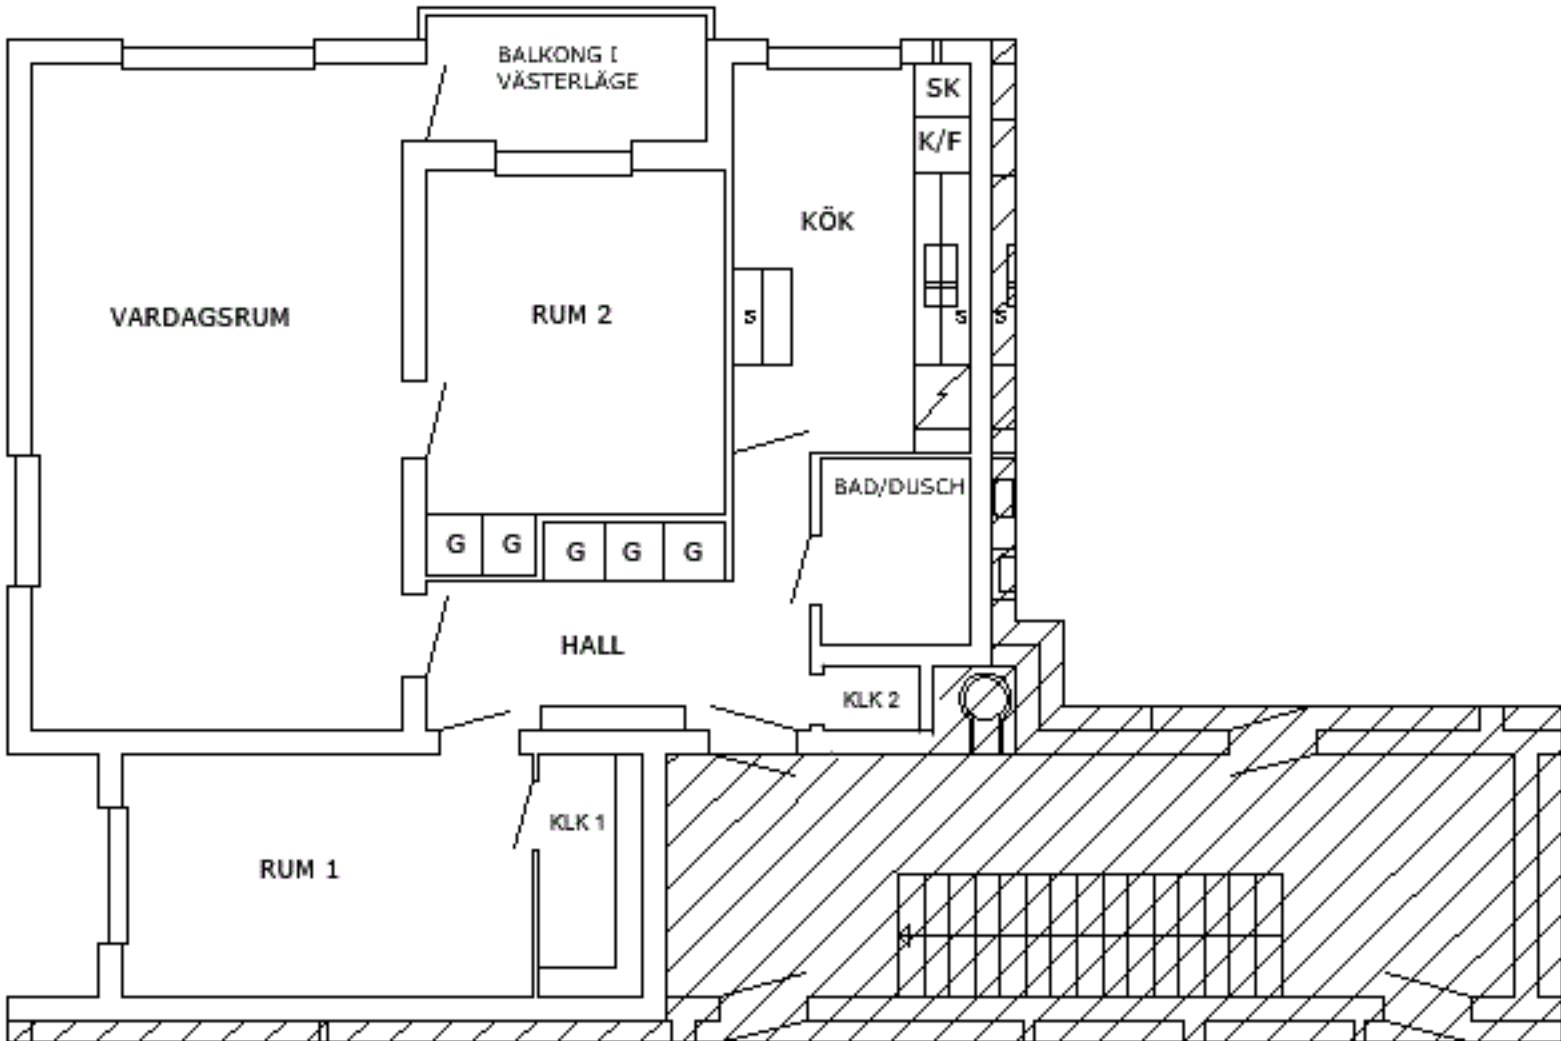 BALKONG I
VÄSTERLÄGE
SK
K/F
KÖK
VARDAGSRUM
RUM 2
s
s
s
BAD/DUSCH
G
G
G
G
G
HALL
KLK 2
KLK 1
RUM 1